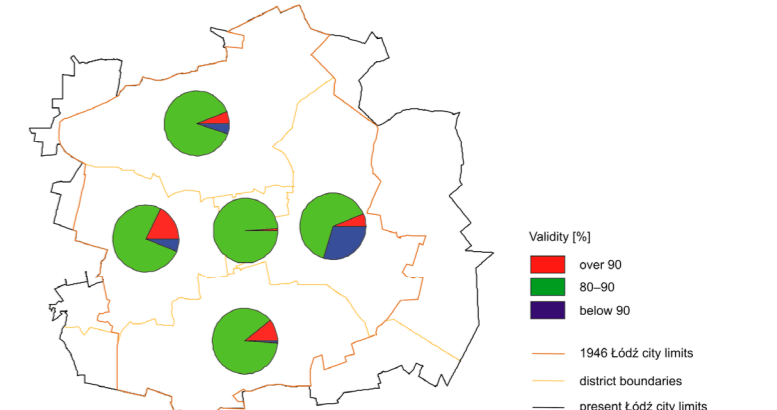 Validity [%]
over 90
80–90
below 90
1946 Łódź city limits
district boundaries
present Łódź city limits